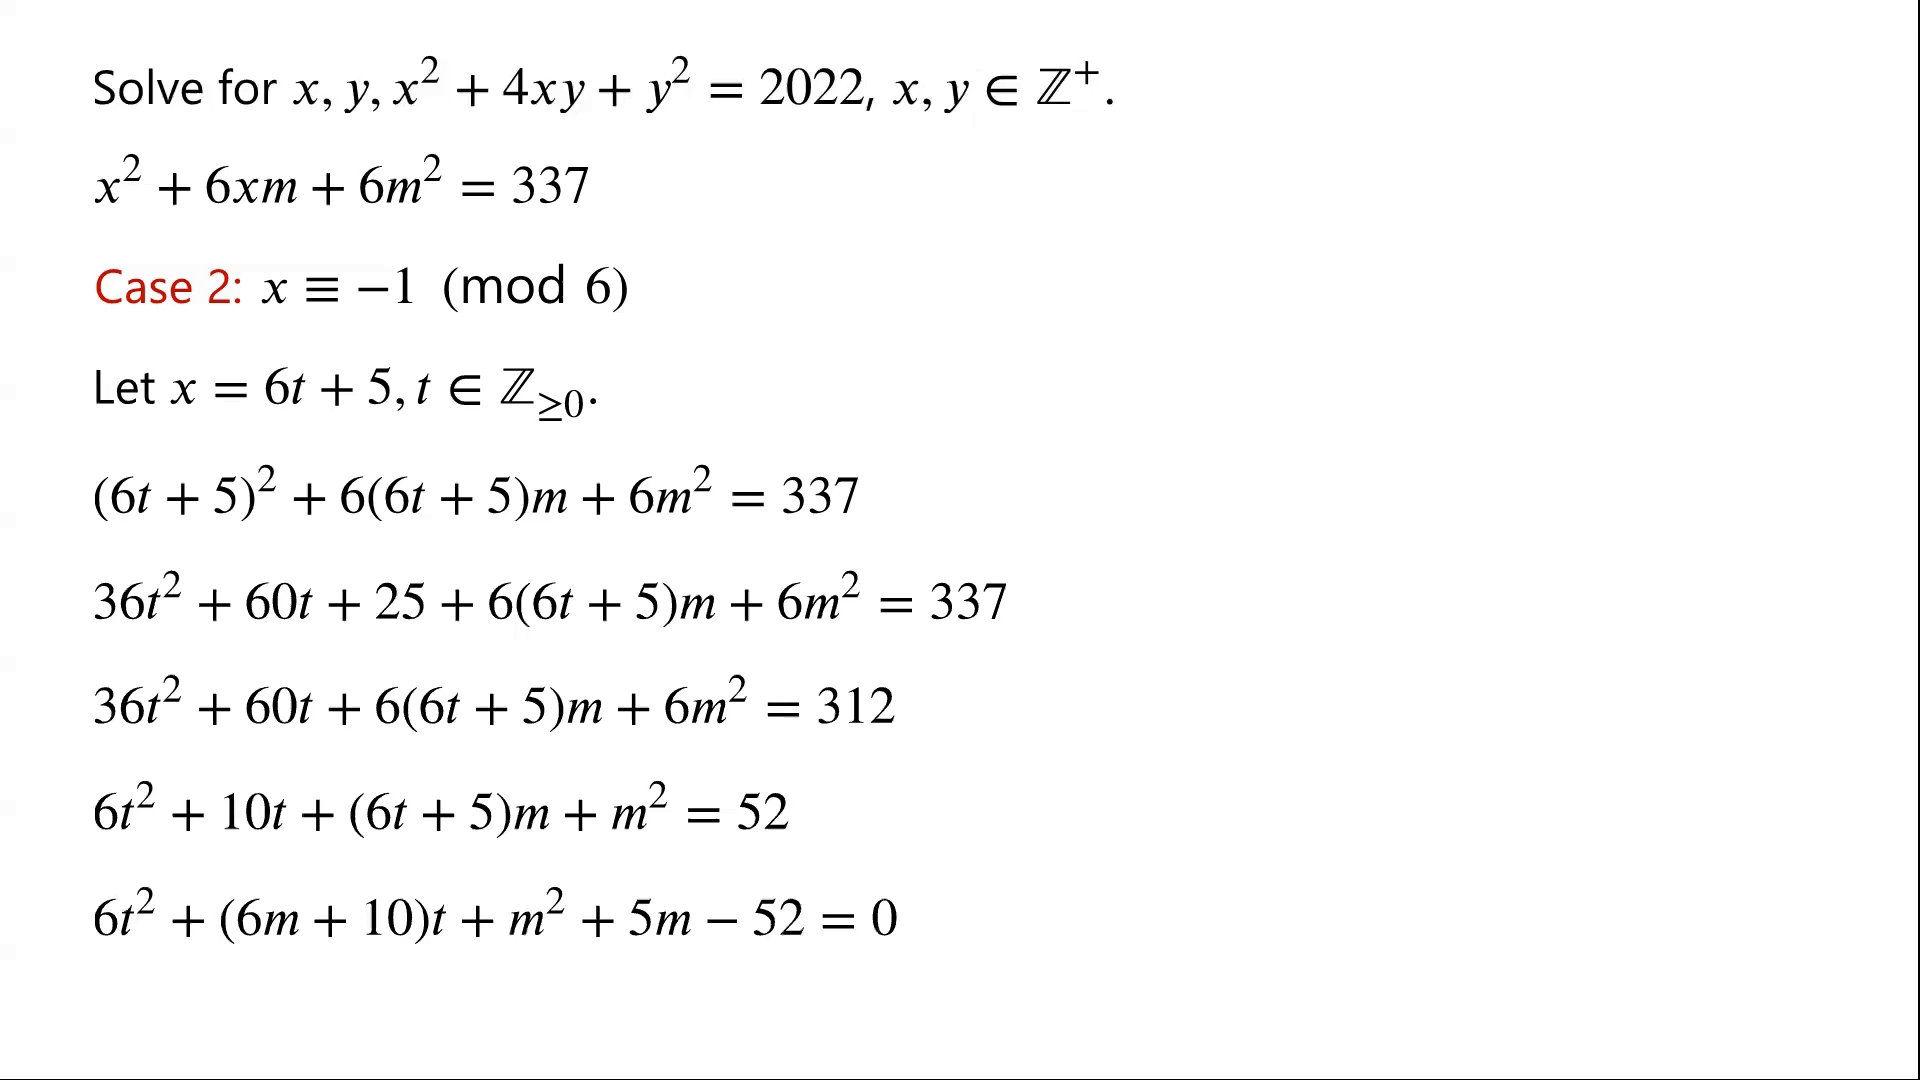 Solve for x, y, x² + 4xy + y² = 2022, x, y ∈ ℤ⁺.
x² + 6xm + 6m² = 337
Case 2: x ≡ −1 (mod 6)
Let x = 6t + 5, t ∈ ℤ≥0.
(6t + 5)² + 6(6t + 5)m + 6m² = 337
36t² + 60t + 25 + 6(6t + 5)m + 6m² = 337
36t² + 60t + 6(6t + 5)m + 6m² = 312
6t² + 10t + (6t + 5)m + m² = 52
6t² + (6m + 10)t + m² + 5m − 52 = 0